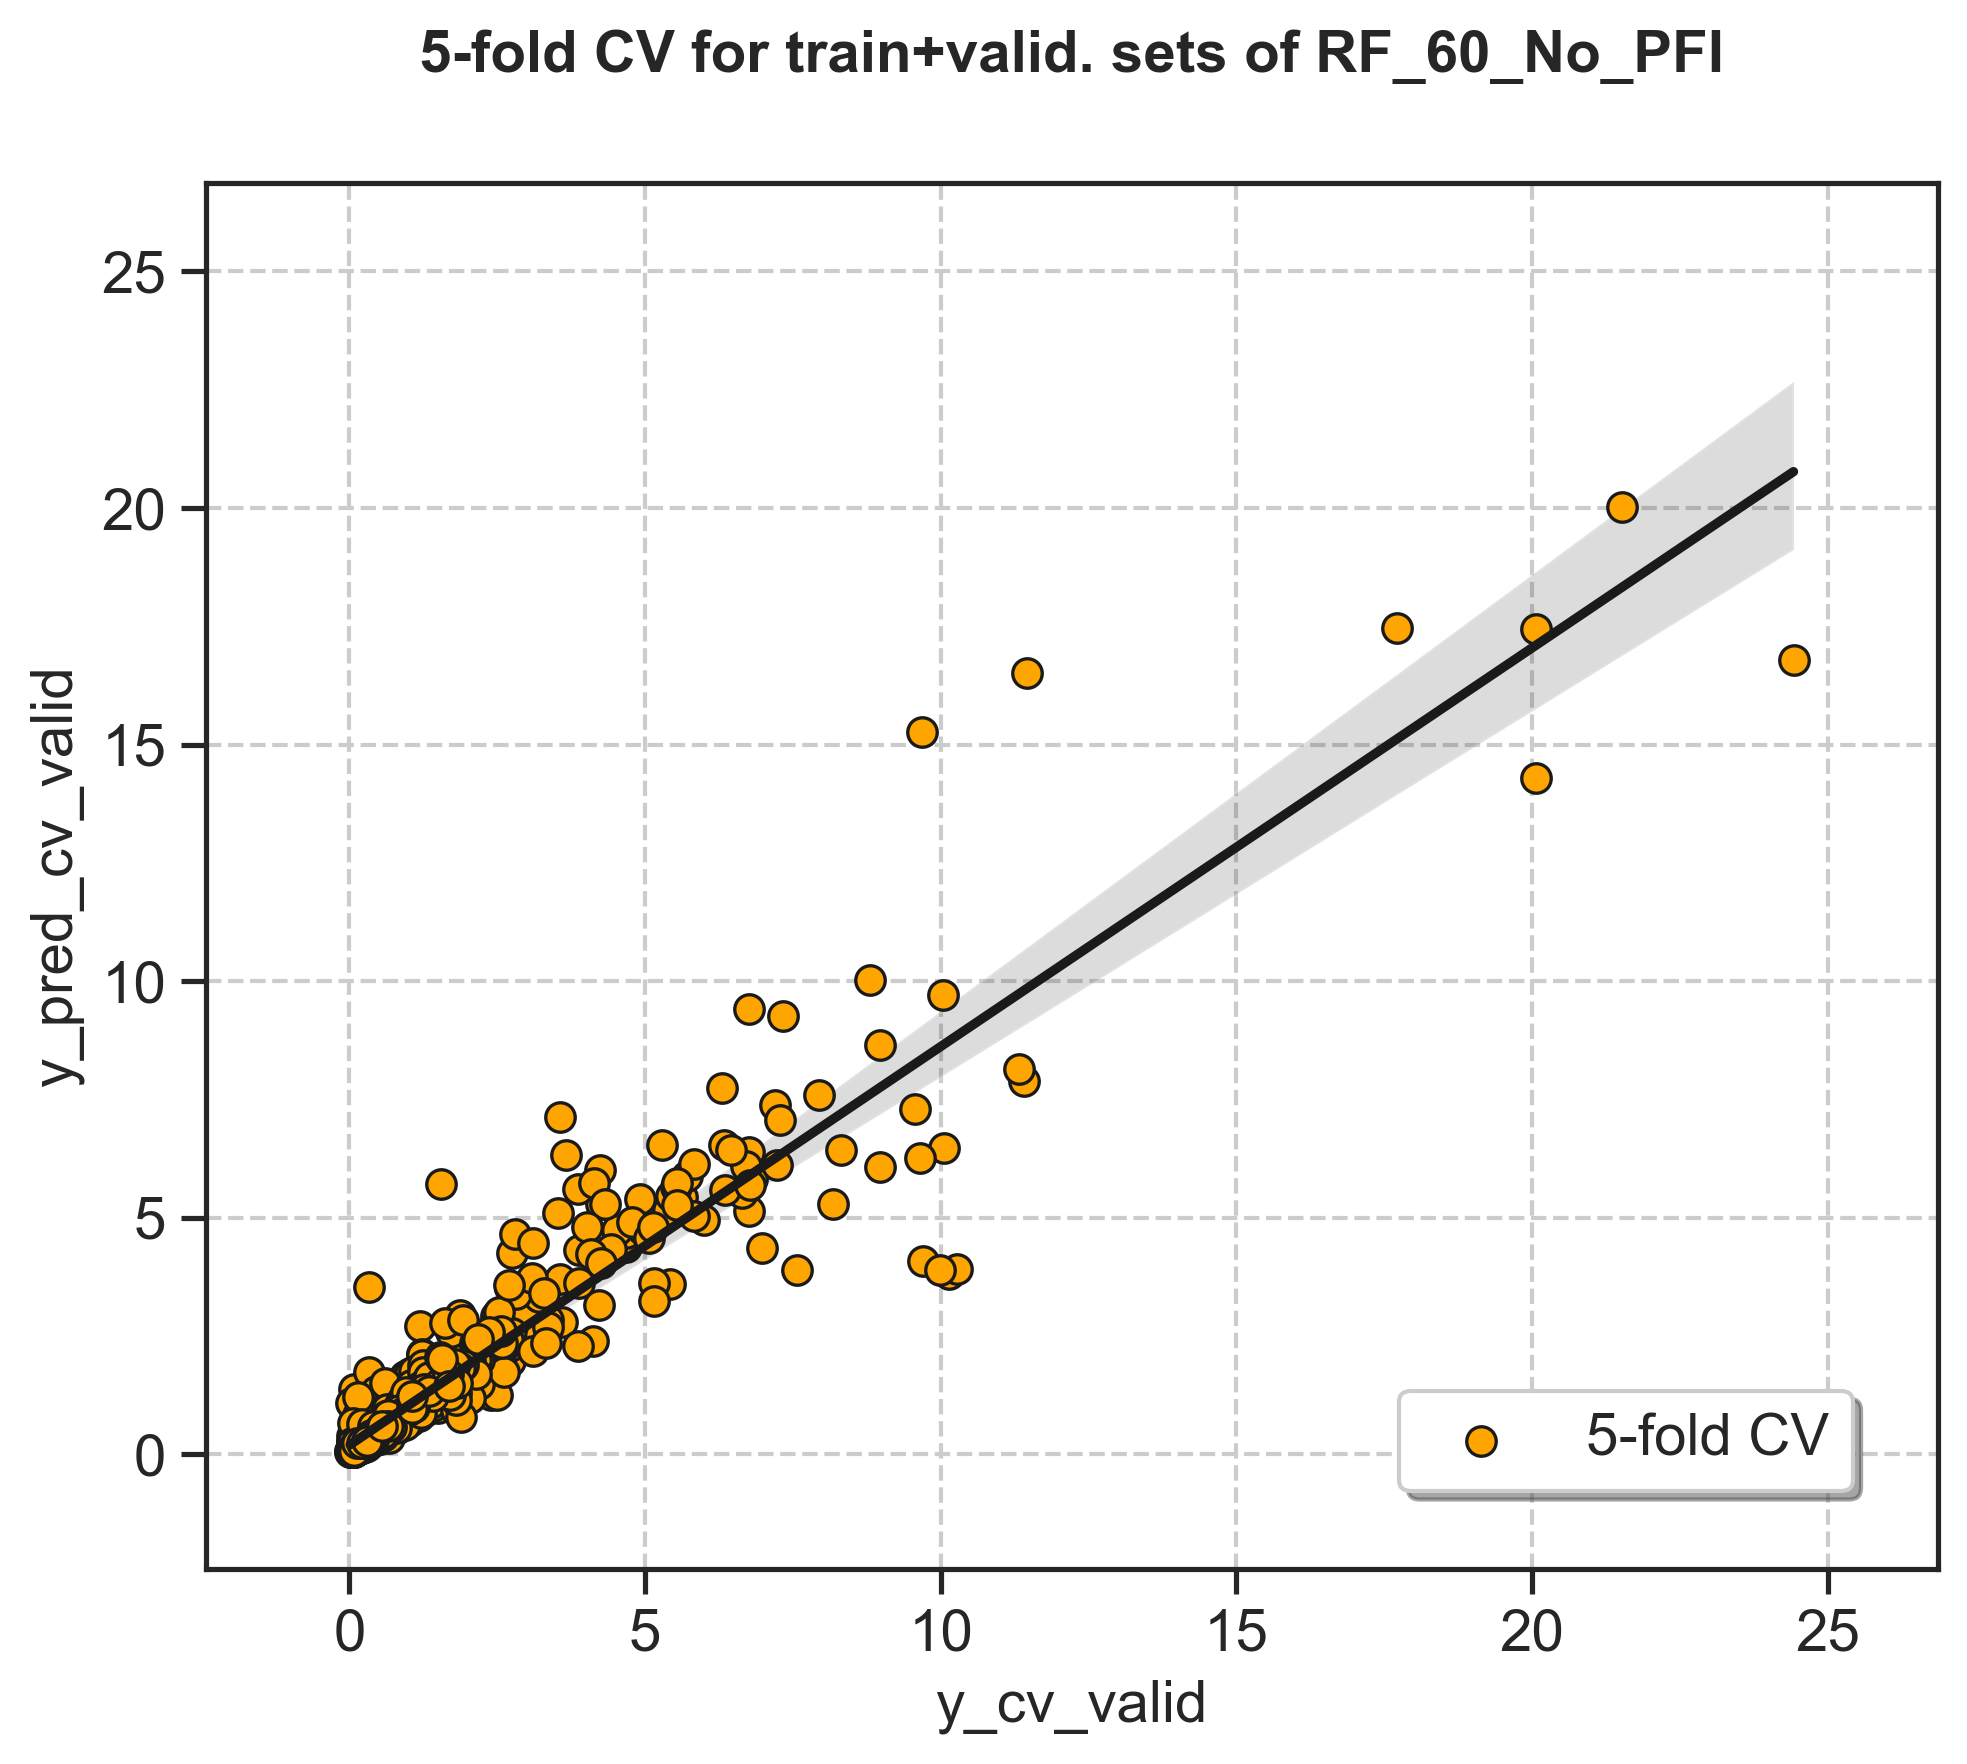 5-fold CV for train+valid. sets of RF_60_No_PFI
25
20
15
10
5
0
y_pred_cv_valid
5-fold CV
0 5 10 15 20 25
y_cv_valid